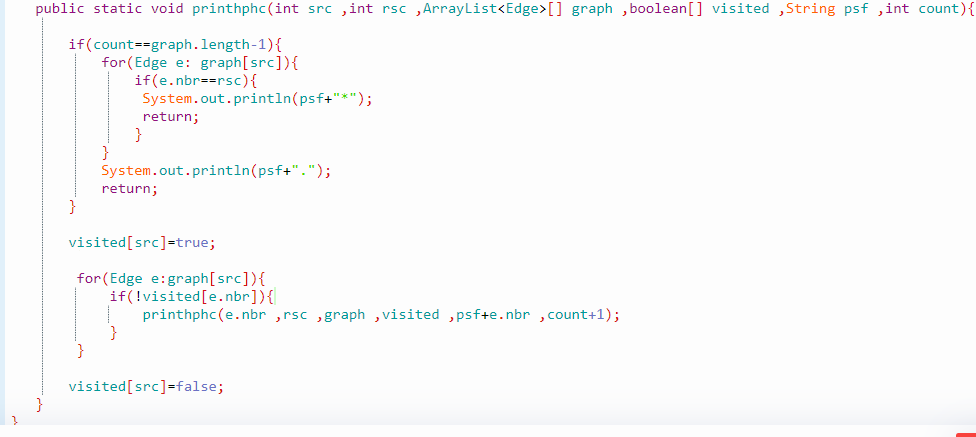 public static void printhphc(int src ,int rsc ,ArrayList<Edge>[] graph ,boolean[] visited ,String psf ,int count){
if(count==graph.length-1){
for(Edge e: graph[src]){
if(e.nbr==rsc){
System.out.println(psf+"*");
return;
}
}
System.out.println(psf+".");
return;
}
visited[src]=true;
for(Edge e:graph[src]){
if(!visited[e.nbr]){
printhphc(e.nbr ,rsc ,graph ,visited ,psf+e.nbr ,count+1);
}
}
visited[src]=false;
}
}